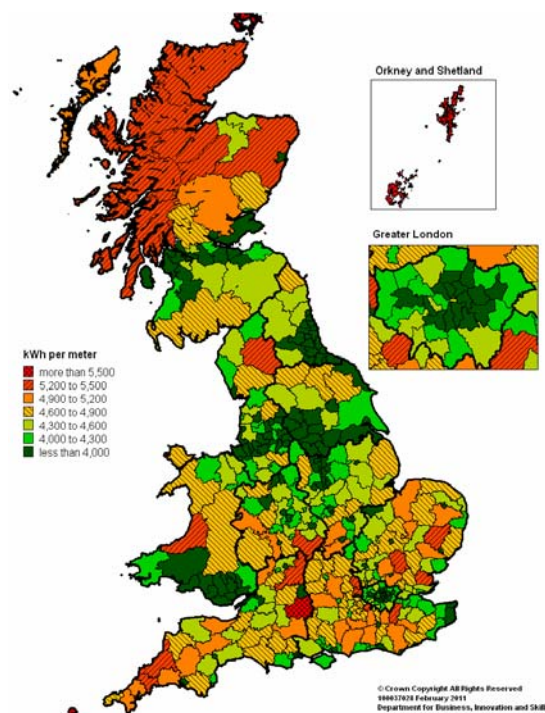 Orkney and Shetland
Greater London
kWh per meter
more than 5,500
5,200 to 5,500
4,900 to 5,200
4,600 to 4,900
4,300 to 4,600
4,000 to 4,300
less than 4,000
© Crown Copyright All Rights Reserved
100037028 February 2011
Department for Business, Innovation and Skill